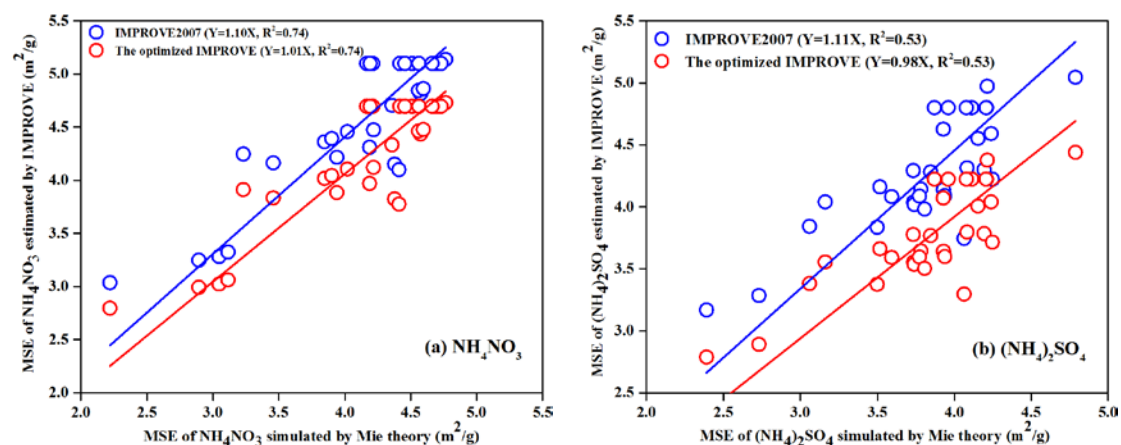 5.5
5.0
4.5
4.0
3.5
3.0
2.5
2.0
MSE of NH₄NO₃ estimated by IMPROVE (m²/g)
IMPROVE2007 (Y=1.10X, R²=0.74)
The optimized IMPROVE (Y=1.01X, R²=0.74)
(a) NH₄NO₃
2.0 2.5 3.0 3.5 4.0 4.5 5.0 5.5
MSE of NH₄NO₃ simulated by Mie theory (m²/g)
5.5
5.0
4.5
4.0
3.5
3.0
2.5
MSE of (NH₄)₂SO₄ estimated by IMPROVE (m²/g)
IMPROVE2007 (Y=1.11X, R²=0.53)
The optimized IMPROVE (Y=0.98X, R²=0.53)
(b) (NH₄)₂SO₄
2.0 2.5 3.0 3.5 4.0 4.5 5.0
MSE of (NH₄)₂SO₄ simulated by Mie theory (m²/g)